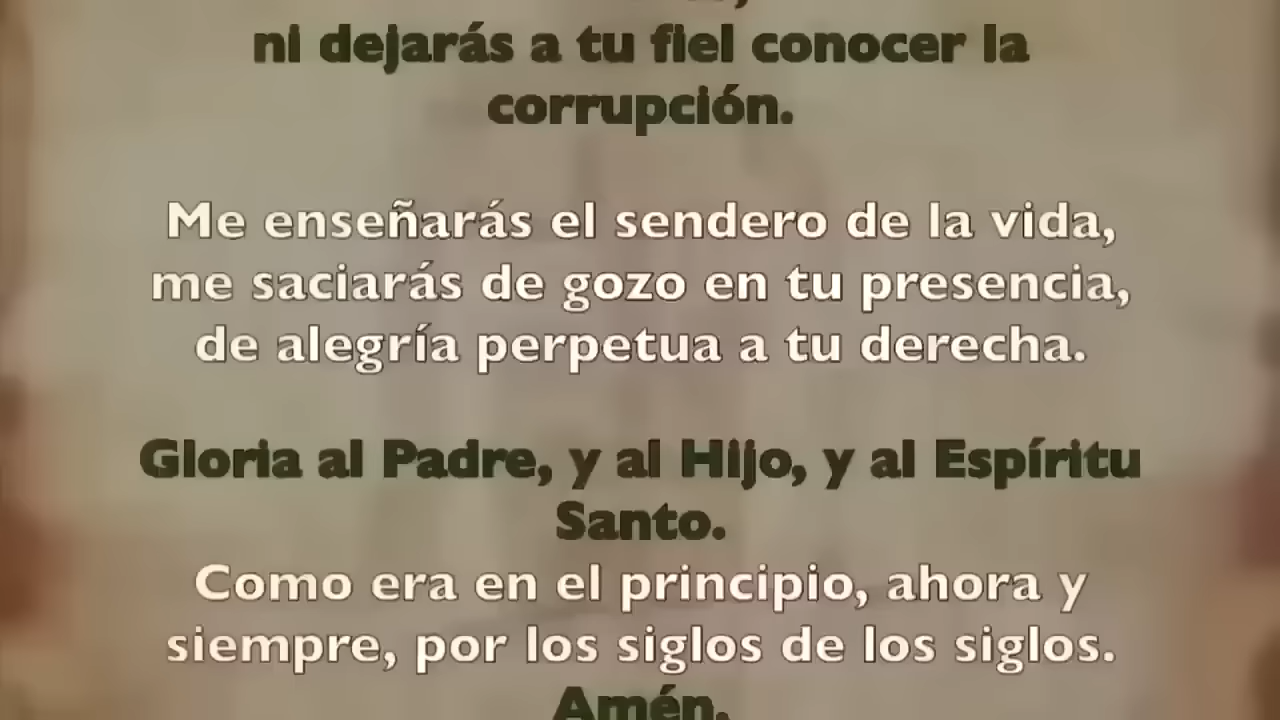 ni dejarás a tu fiel conocer la
corrupción.
Me enseñarás el sendero de la vida,
me saciarás de gozo en tu presencia,
de alegría perpetua a tu derecha.
Gloria al Padre, y al Hijo, y al Espíritu
Santo.
Como era en el principio, ahora y
siempre, por los siglos de los siglos.
Amén.